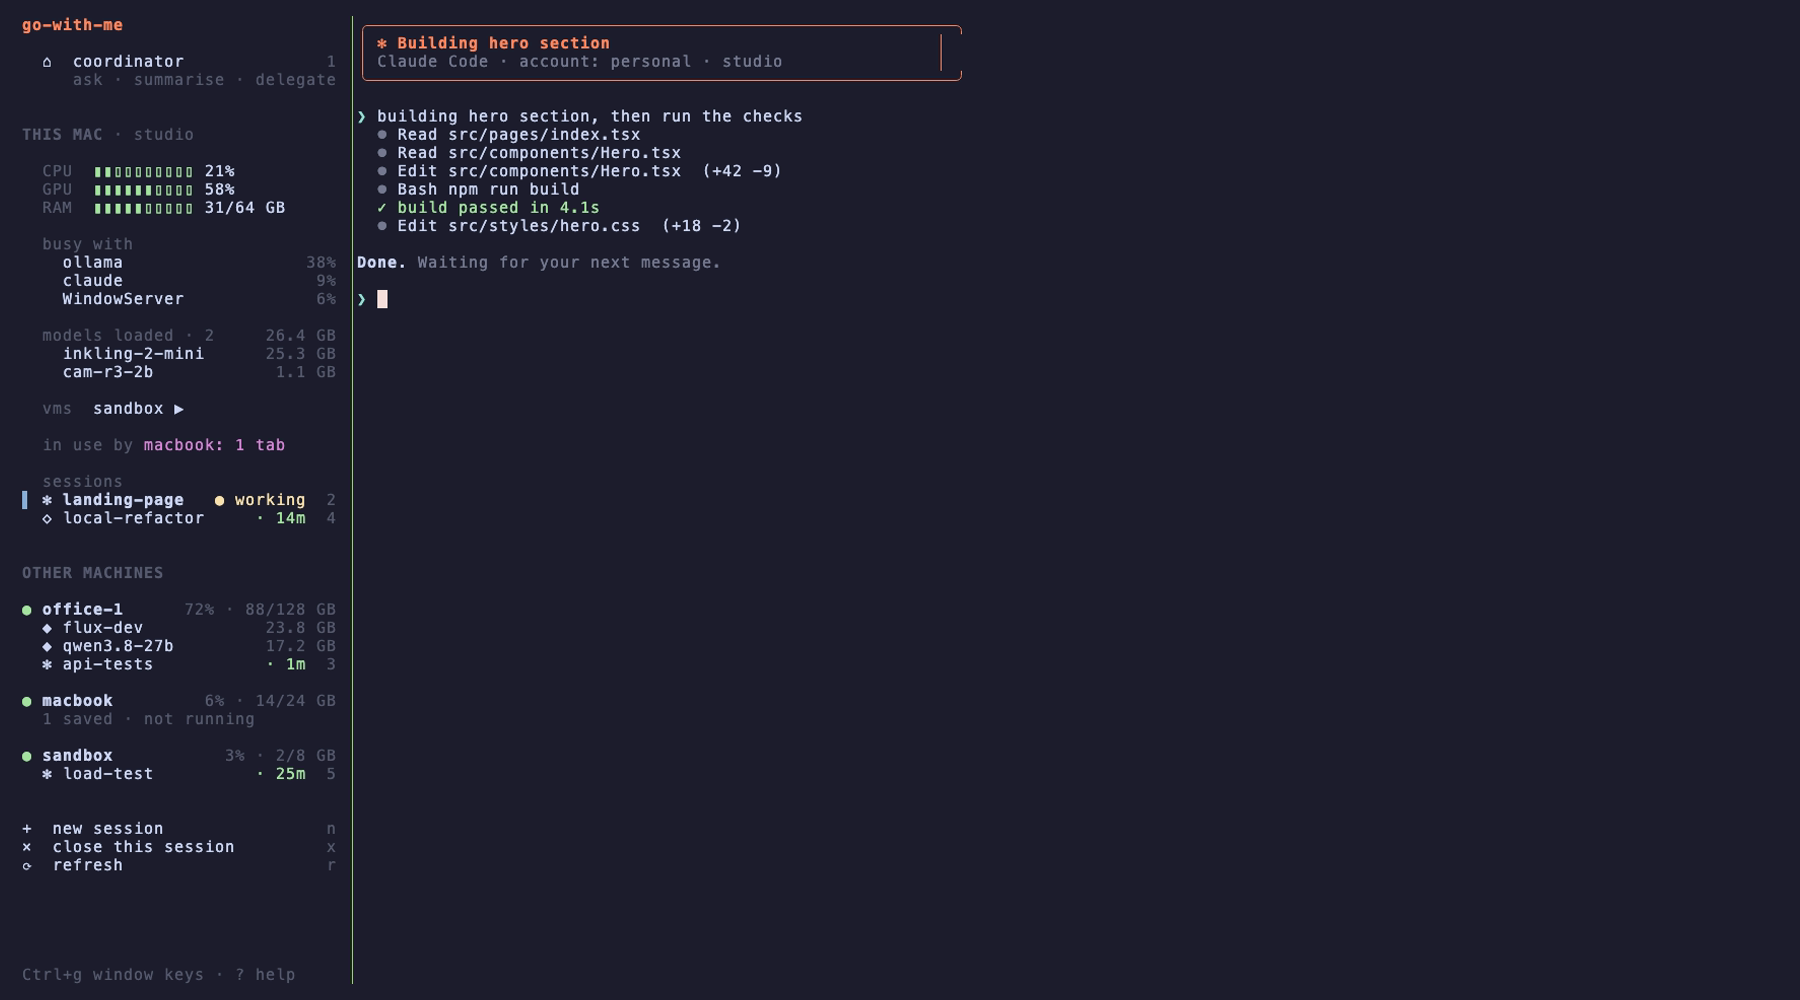 go-with-me
⌂ coordinator 1
ask · summarise · delegate
THIS MAC · studio
CPU ▮▮▯▯▯▯▯▯▯▯ 21%
GPU ▮▮▮▮▮▮▯▯▯▯ 58%
RAM ▮▮▮▮▮▯▯▯▯▯ 31/64 GB
busy with
ollama 38%
claude 9%
WindowServer 6%
models loaded · 2 26.4 GB
inkling-2-mini 25.3 GB
cam-r3-2b 1.1 GB
vms sandbox ▶
in use by macbook: 1 tab
sessions
✻ landing-page ● working 2
◇ local-refactor · 14m 4
OTHER MACHINES
● office-1 72% · 88/128 GB
◆ flux-dev 23.8 GB
◆ qwen3.8-27b 17.2 GB
✻ api-tests · 1m 3
● macbook 6% · 14/24 GB
1 saved · not running
● sandbox 3% · 2/8 GB
✻ load-test · 25m 5
+ new session n
× close this session x
⟳ refresh r
Ctrl+g window keys · ? help
✻ Building hero section
Claude Code · account: personal · studio
❯ building hero section, then run the checks
● Read src/pages/index.tsx
● Read src/components/Hero.tsx
● Edit src/components/Hero.tsx (+42 -9)
● Bash npm run build
✓ build passed in 4.1s
● Edit src/styles/hero.css (+18 -2)
Done. Waiting for your next message.
❯